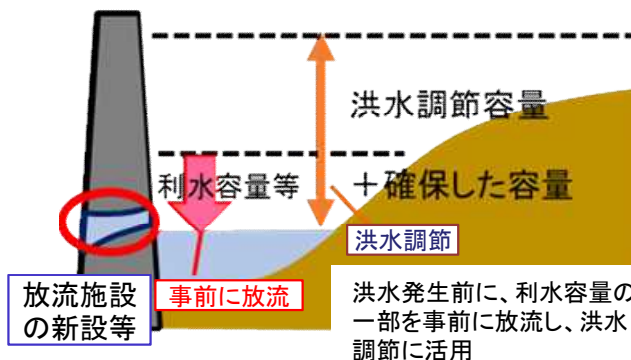 洪水調節容量
利水容量等
＋確保した容量
洪水調節
放流施設
の新設等
事前に放流
洪水発生前に、利水容量の
一部を事前に放流し、洪水
調節に活用